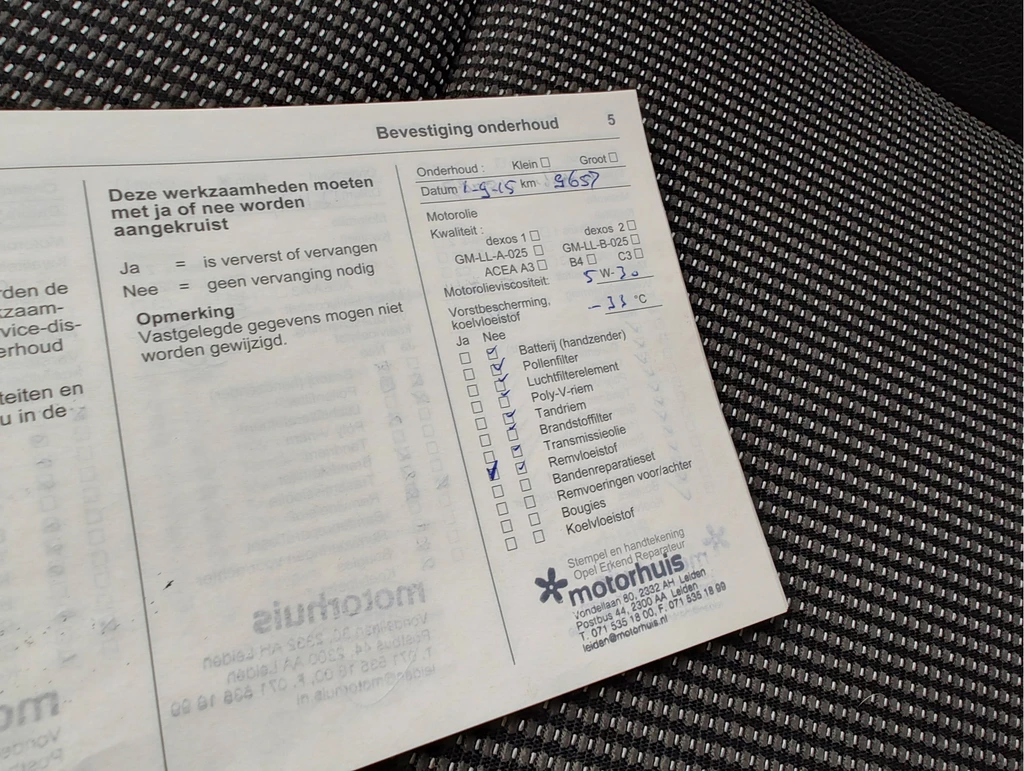 Bevestiging onderhoud 5
rden de
kzaam-
vice-dis-
erhoud
teiten en
u in de
Deze werkzaamheden moeten
met ja of nee worden
aangekruist
Ja = is ververst of vervangen
Nee = geen vervanging nodig
Opmerking
Vastgelegde gegevens mogen niet
worden gewijzigd.
Onderhoud : Klein □ Groot □
Datum 1-9-15 km 9657
Motorolie
Kwaliteit :
dexos 1 □ dexos 2 □
GM-LL-A-025 □ GM-LL-B-025 □
ACEA A3 □ B4 □ C3 □
Motorolieviscositeit: 5 W-30
Vorstbescherming,
koelvloeistof -33 °C
Ja Nee
Batterij (handzender)
Pollenfilter
Luchtfilterelement
Poly-V-riem
Tandriem
Brandstoffilter
Transmissieolie
Remvloeistof
Bandenreparatieset
Remvoeringen voor/achter
Bougies
Koelvloeistof
Stempel en handtekening
Opel Erkend Reparateur
motorhuis
Vondellaan 80, 2332 AH Leiden
Postbus 44, 2300 AA Leiden
T. 071 535 18 00, F. 071 535 18 99
leiden@motorhuis.nl